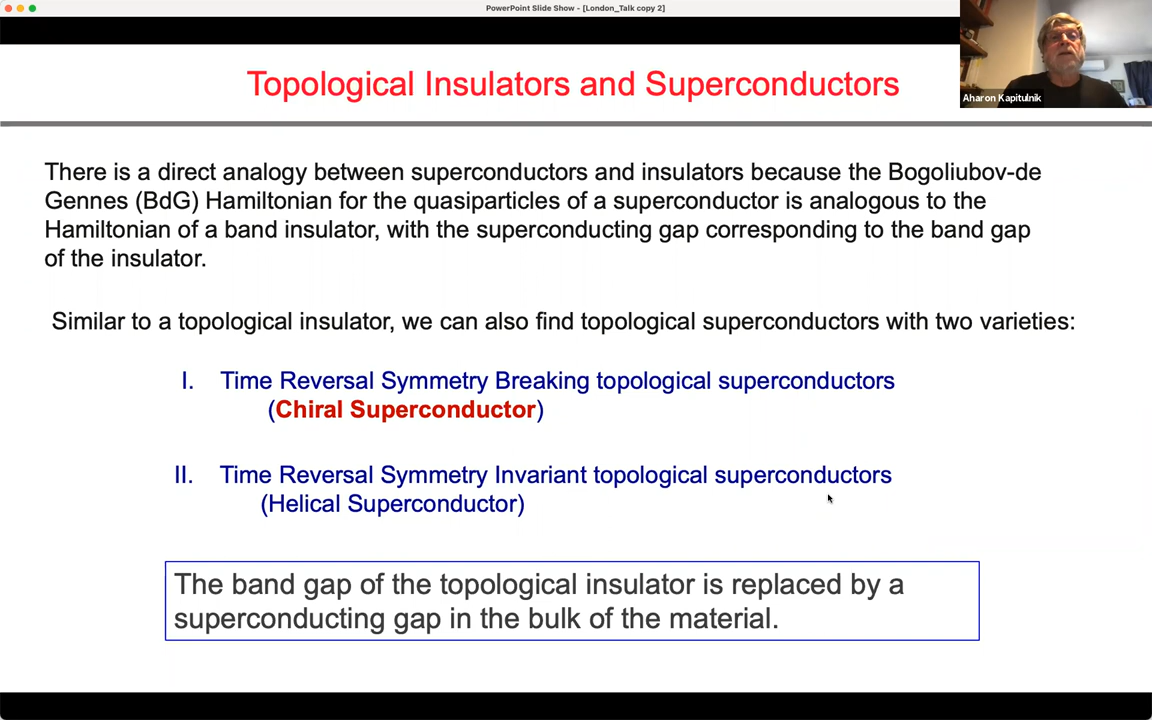 PowerPoint Slide Show - [London_Talk copy 2]
Aharon Kapitulnik
Topological Insulators and Superconductors
There is a direct analogy between superconductors and insulators because the Bogoliubov-de
Gennes (BdG) Hamiltonian for the quasiparticles of a superconductor is analogous to the
Hamiltonian of a band insulator, with the superconducting gap corresponding to the band gap
of the insulator.
Similar to a topological insulator, we can also find topological superconductors with two varieties:
I. Time Reversal Symmetry Breaking topological superconductors
(Chiral Superconductor)
II. Time Reversal Symmetry Invariant topological superconductors
(Helical Superconductor)
The band gap of the topological insulator is replaced by a
superconducting gap in the bulk of the material.